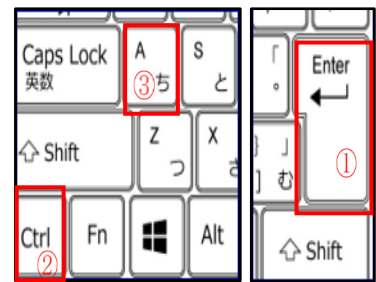 Caps Lock
英数
A
ち
③
S
と
Shift
Z
つ
X
Ctrl
②
Fn
Alt
「
。
Enter
①
}
」
]
む
Shift